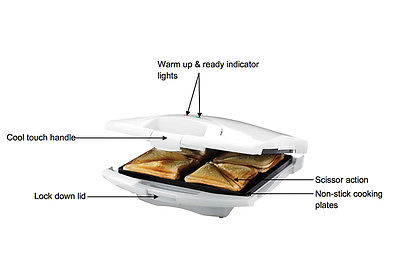 Warm up & ready indicator
lights
Cool touch handle
Scissor action
Lock down lid
Non-stick cooking
plates